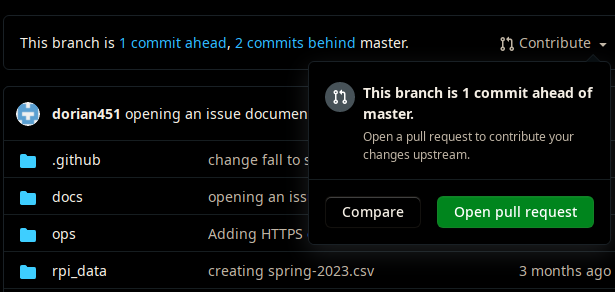 This branch is 1 commit ahead, 2 commits behind master.
Contribute
This branch is 1 commit ahead of
master.
Open a pull request to contribute your
changes upstream.
Compare
Open pull request
dorian451 opening an issue documen
.github change fall to s
docs opening an iss
ops Adding HTTPS
rpi_data creating spring-2023.csv 3 months ago